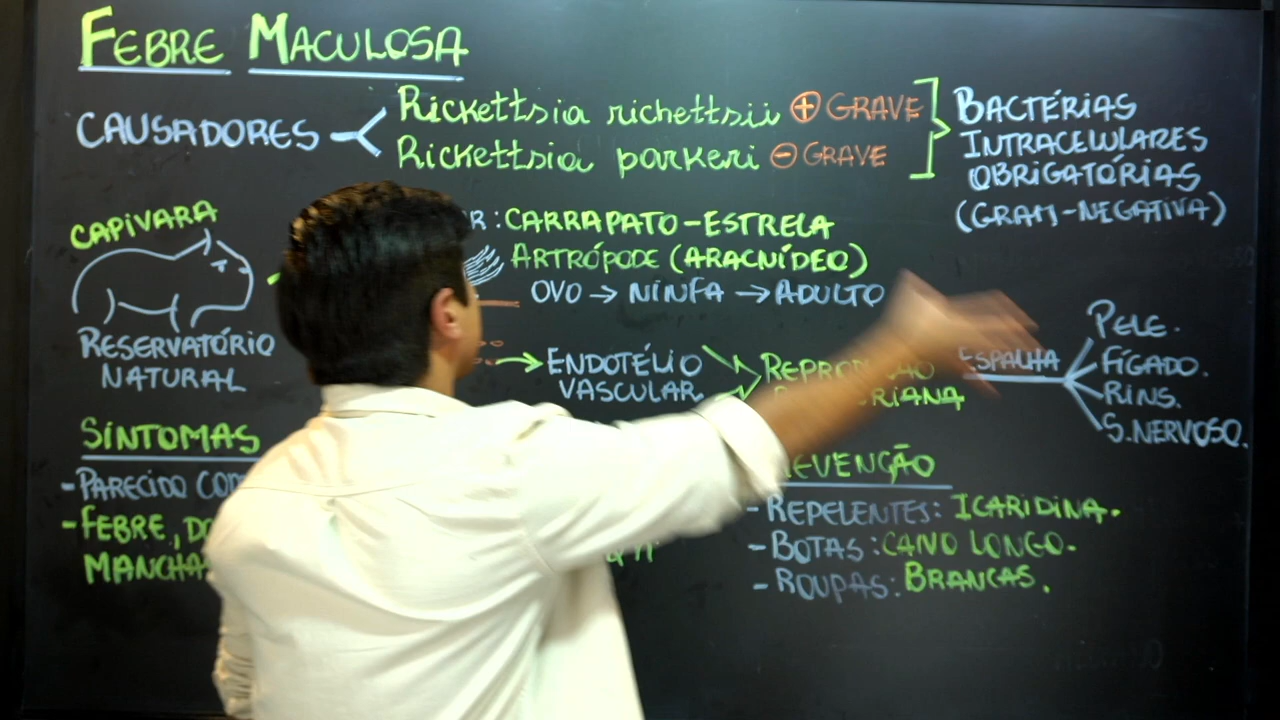 FEBRE MACULOSA
CAUSADORES
Rickettsia richettsii + GRAVE
Rickettsia parkeri - GRAVE
BACTÉRIAS
INTRACELULARES
OBRIGATÓRIAS
(GRAM-NEGATIVA)
CAPIVARA
RESERVATÓRIO
NATURAL
R: CARRAPATO-ESTRELA
ARTRÓPODE (ARACNÍDEO)
OVO → NINFA → ADULTO
→ ENDOTÉLIO
VASCULAR
ESPALHA
PELE.
FÍGADO.
RINS.
S.NERVOSO.
SINTOMAS
- PARECIDO
- FEBRE,
PREVENÇÃO
- REPELENTES: ICARIDINA.
- BOTAS: CANO LONGO.
- ROUPAS: BRANCAS.